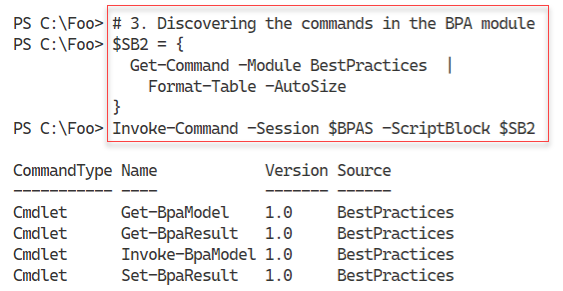 PS C:\Foo> # 3. Discovering the commands in the BPA module
PS C:\Foo> $SB2 = {
  Get-Command -Module BestPractices  |
    Format-Table -AutoSize
}
PS C:\Foo> Invoke-Command -Session $BPAS -ScriptBlock $SB2

CommandType Name            Version Source
----------- ----            ------- ------
Cmdlet      Get-BpaModel    1.0     BestPractices
Cmdlet      Get-BpaResult   1.0     BestPractices
Cmdlet      Invoke-BpaModel 1.0     BestPractices
Cmdlet      Set-BpaResult   1.0     BestPractices